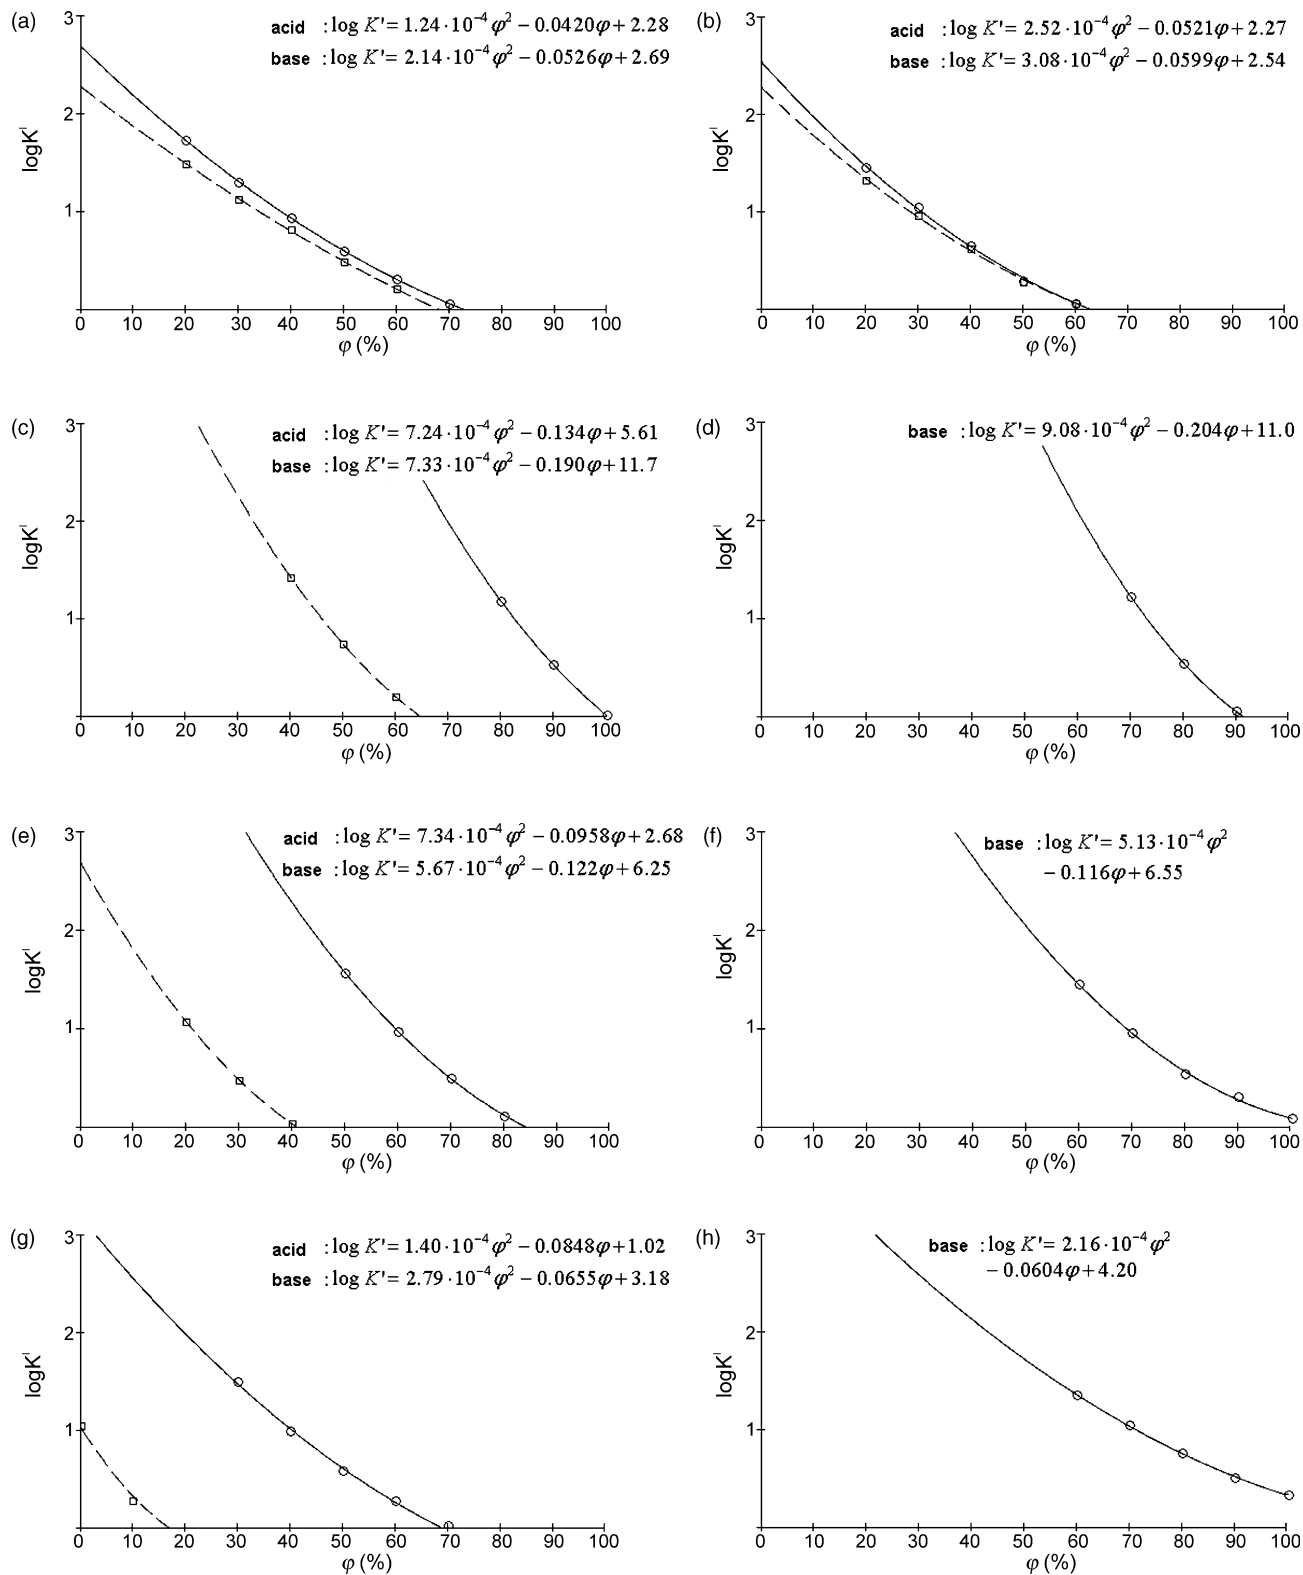 (a)
acid : log K' = 1.24·10⁻⁴ φ² − 0.0420φ + 2.28
base : log K' = 2.14·10⁻⁴ φ² − 0.0526φ + 2.69
3
2
1
logK'
0 10 20 30 40 50 60 70 80 90 100
φ (%)
(b)
acid : log K' = 2.52·10⁻⁴ φ² − 0.0521φ + 2.27
base : log K' = 3.08·10⁻⁴ φ² − 0.0599φ + 2.54
3
2
1
logK'
0 10 20 30 40 50 60 70 80 90 100
φ (%)
(c)
acid : log K' = 7.24·10⁻⁴ φ² − 0.134φ + 5.61
base : log K' = 7.33·10⁻⁴ φ² − 0.190φ + 11.7
3
2
1
logK'
0 10 20 30 40 50 60 70 80 90 100
φ (%)
(d)
base : log K' = 9.08·10⁻⁴ φ² − 0.204φ + 11.0
3
2
1
logK'
0 10 20 30 40 50 60 70 80 90 100
φ (%)
(e)
acid : log K' = 7.34·10⁻⁴ φ² − 0.0958φ + 2.68
base : log K' = 5.67·10⁻⁴ φ² − 0.122φ + 6.25
3
2
1
logK'
0 10 20 30 40 50 60 70 80 90 100
φ (%)
(f)
base : log K' = 5.13·10⁻⁴ φ²
− 0.116φ + 6.55
3
2
1
logK'
0 10 20 30 40 50 60 70 80 90 100
φ (%)
(g)
acid : log K' = 1.40·10⁻⁴ φ² − 0.0848φ + 1.02
base : log K' = 2.79·10⁻⁴ φ² − 0.0655φ + 3.18
3
2
1
logK'
0 10 20 30 40 50 60 70 80 90 100
φ (%)
(h)
base : log K' = 2.16·10⁻⁴ φ²
− 0.0604φ + 4.20
3
2
1
logK'
0 10 20 30 40 50 60 70 80 90 100
φ (%)